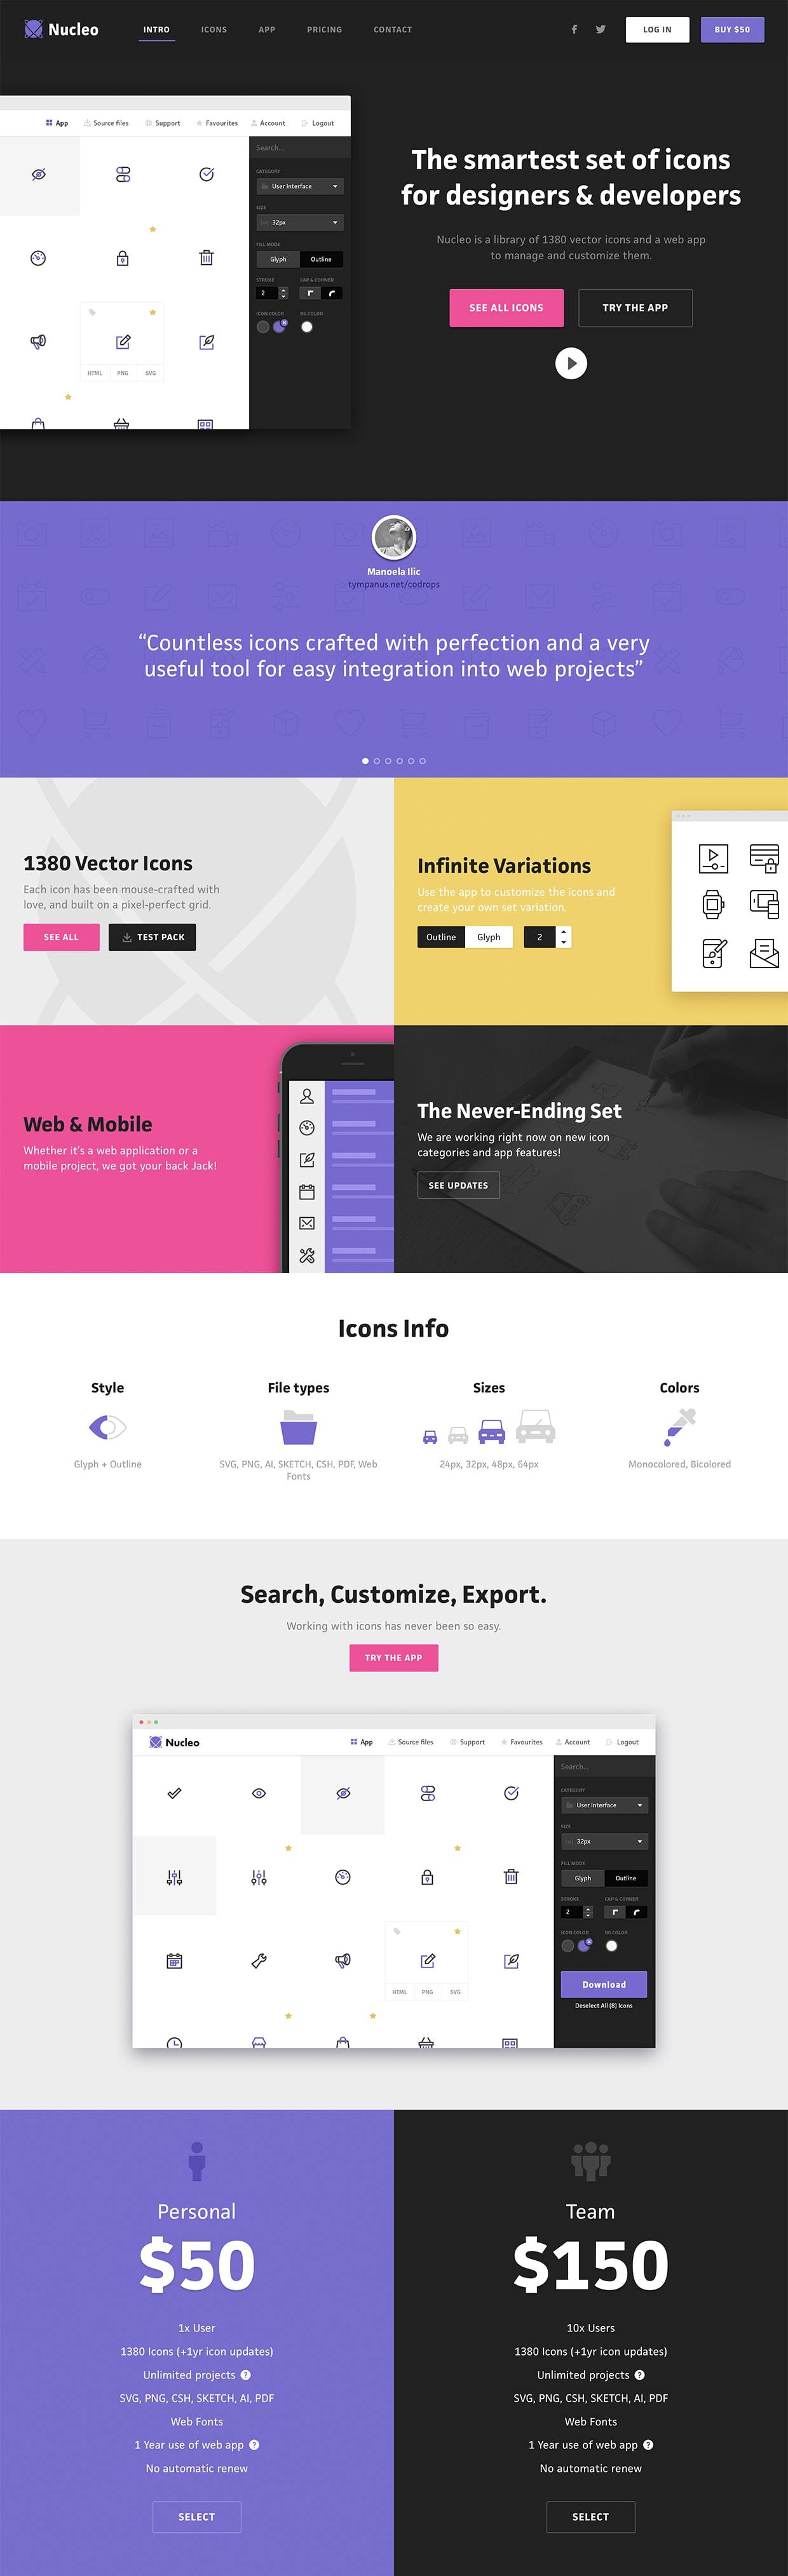 Nucleo
INTRO
ICONS
APP
PRICING
CONTACT
LOG IN
BUY $50
App
Source files
Support
Favourites
Account
Logout
Search...
CATEGORY
User Interface
SIZE
32px
FILL MODE
Glyph
Outline
STROKE
CAP & CORNER
2
ICON COLOR
BG COLOR
HTML
PNG
SVG
The smartest set of icons
for designers & developers
Nucleo is a library of 1380 vector icons and a web app
to manage and customize them.
SEE ALL ICONS
TRY THE APP
Manoela Ilic
tympanus.net/codrops
“Countless icons crafted with perfection and a very
useful tool for easy integration into web projects”
1380 Vector Icons
Each icon has been mouse-crafted with
love, and built on a pixel-perfect grid.
SEE ALL
TEST PACK
Infinite Variations
Use the app to customize the icons and
create your own set variation.
Outline
Glyph
2
Web & Mobile
Whether it's a web application or a
mobile project, we got your back Jack!
The Never-Ending Set
We are working right now on new icon
categories and app features!
SEE UPDATES
Icons Info
Style
Glyph + Outline
File types
SVG, PNG, AI, SKETCH, CSH, PDF, Web
Fonts
Sizes
24px, 32px, 48px, 64px
Colors
Monocolored, Bicolored
Search, Customize, Export.
Working with icons has never been so easy.
TRY THE APP
Nucleo
App
Source files
Support
Favourites
Account
Logout
Search...
CATEGORY
User Interface
SIZE
32px
FILL MODE
Glyph
Outline
STROKE
CAP & CORNER
2
ICON COLOR
BG COLOR
HTML
PNG
SVG
Download
Deselect All (8) Icons
Personal
$50
1x User
1380 Icons (+1yr icon updates)
Unlimited projects ?
SVG, PNG, CSH, SKETCH, AI, PDF
Web Fonts
1 Year use of web app ?
No automatic renew
SELECT
Team
$150
10x Users
1380 Icons (+1yr icon updates)
Unlimited projects ?
SVG, PNG, CSH, SKETCH, AI, PDF
Web Fonts
1 Year use of web app ?
No automatic renew
SELECT